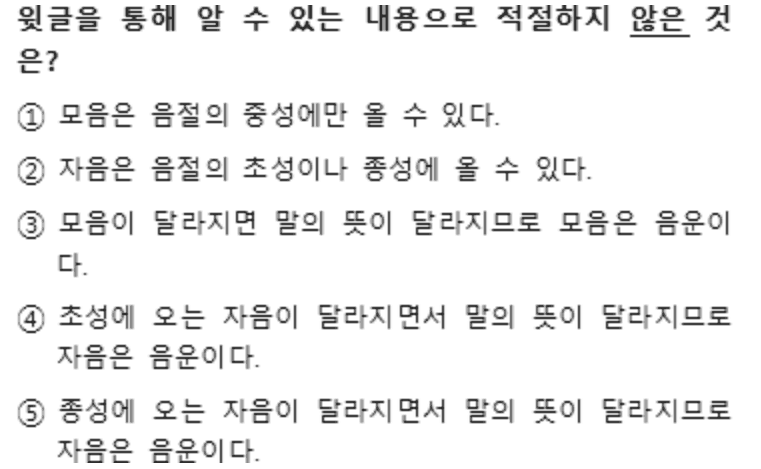 윗글을 통해 알 수 있는 내용으로 적절하지 않은 것
은?
① 모음은 음절의 중성에만 올 수 있다.
② 자음은 음절의 초성이나 종성에 올 수 있다.
③ 모음이 달라지면 말의 뜻이 달라지므로 모음은 음운이
다.
④ 초성에 오는 자음이 달라지면서 말의 뜻이 달라지므로
자음은 음운이다.
⑤ 종성에 오는 자음이 달라지면서 말의 뜻이 달라지므로
자음은 음운이다.